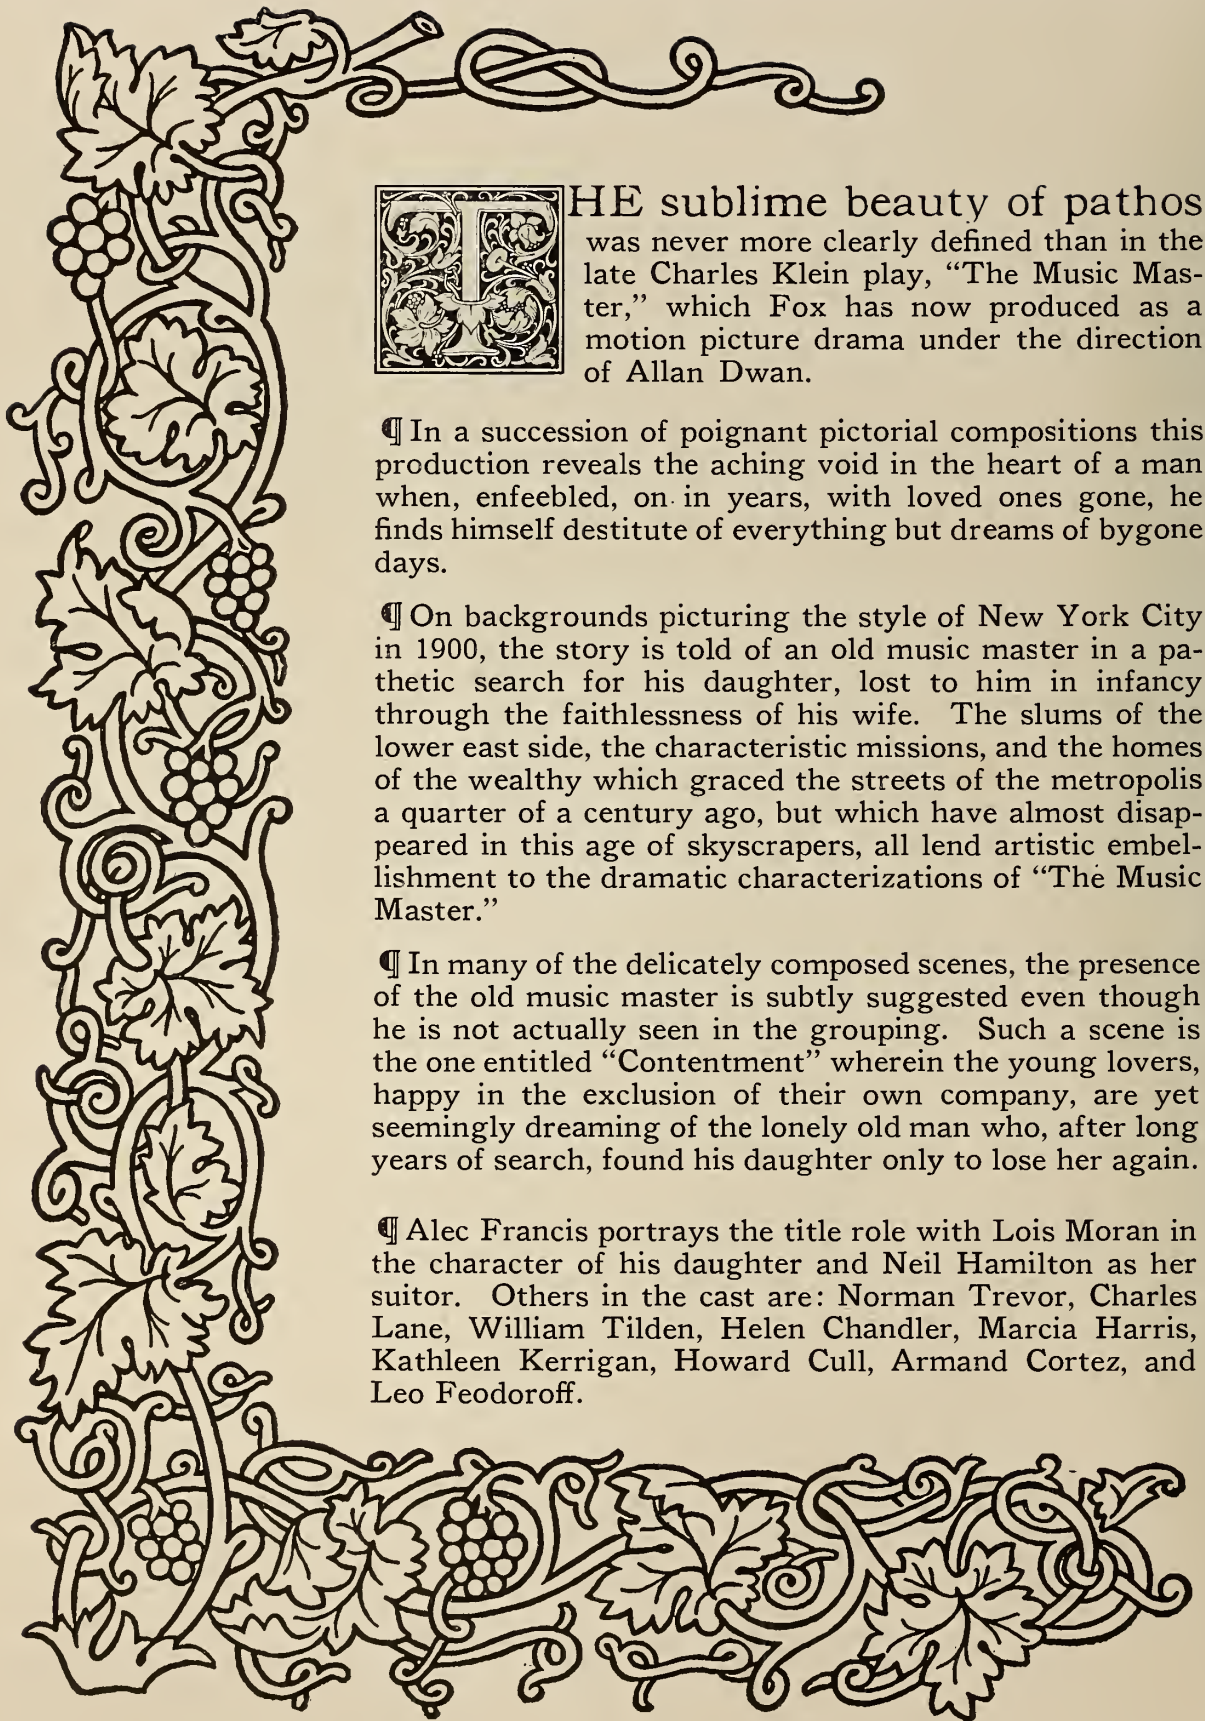 THE sublime beauty of pathos
was never more clearly defined than in the
late Charles Klein play, “The Music Mas-
ter,” which Fox has now produced as a
motion picture drama under the direction
of Allan Dwan.
¶ In a succession of poignant pictorial compositions this
production reveals the aching void in the heart of a man
when, enfeebled, on in years, with loved ones gone, he
finds himself destitute of everything but dreams of bygone
days.
¶ On backgrounds picturing the style of New York City
in 1900, the story is told of an old music master in a pa-
thetic search for his daughter, lost to him in infancy
through the faithlessness of his wife. The slums of the
lower east side, the characteristic missions, and the homes
of the wealthy which graced the streets of the metropolis
a quarter of a century ago, but which have almost disap-
peared in this age of skyscrapers, all lend artistic embel-
lishment to the dramatic characterizations of “The Music
Master.”
¶ In many of the delicately composed scenes, the presence
of the old music master is subtly suggested even though
he is not actually seen in the grouping. Such a scene is
the one entitled “Contentment” wherein the young lovers,
happy in the exclusion of their own company, are yet
seemingly dreaming of the lonely old man who, after long
years of search, found his daughter only to lose her again.
¶ Alec Francis portrays the title role with Lois Moran in
the character of his daughter and Neil Hamilton as her
suitor. Others in the cast are: Norman Trevor, Charles
Lane, William Tilden, Helen Chandler, Marcia Harris,
Kathleen Kerrigan, Howard Cull, Armand Cortez, and
Leo Feodoroff.